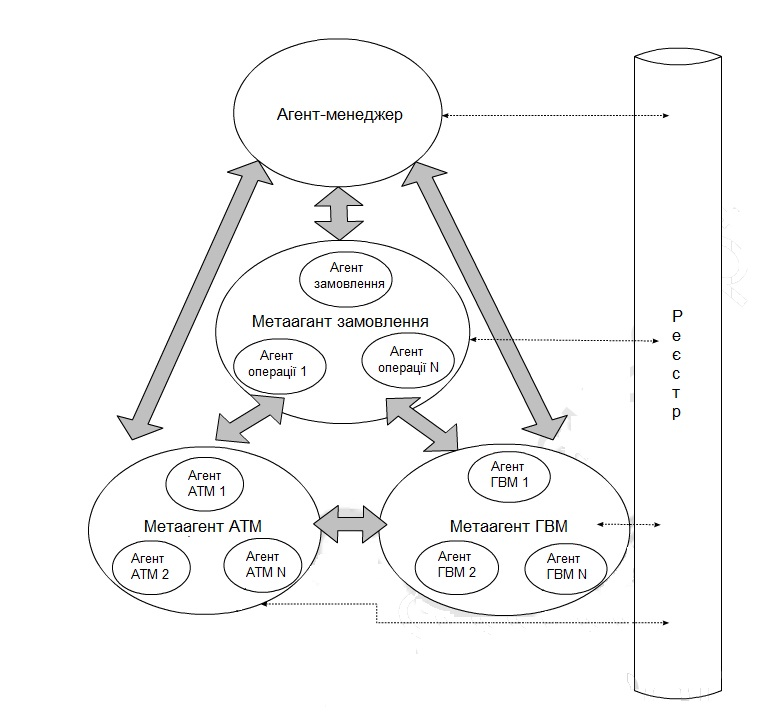 Агент-менеджер
Агент
замовлення
Метаагант замовлення
Агент
операції 1
Агент
операції N
Реєстр
Агент
АТМ 1
Метаагент АТМ
Агент
АТМ 2
Агент
АТМ N
Агент
ГВМ 1
Метаагент ГВМ
Агент
ГВМ 2
Агент
ГВМ N